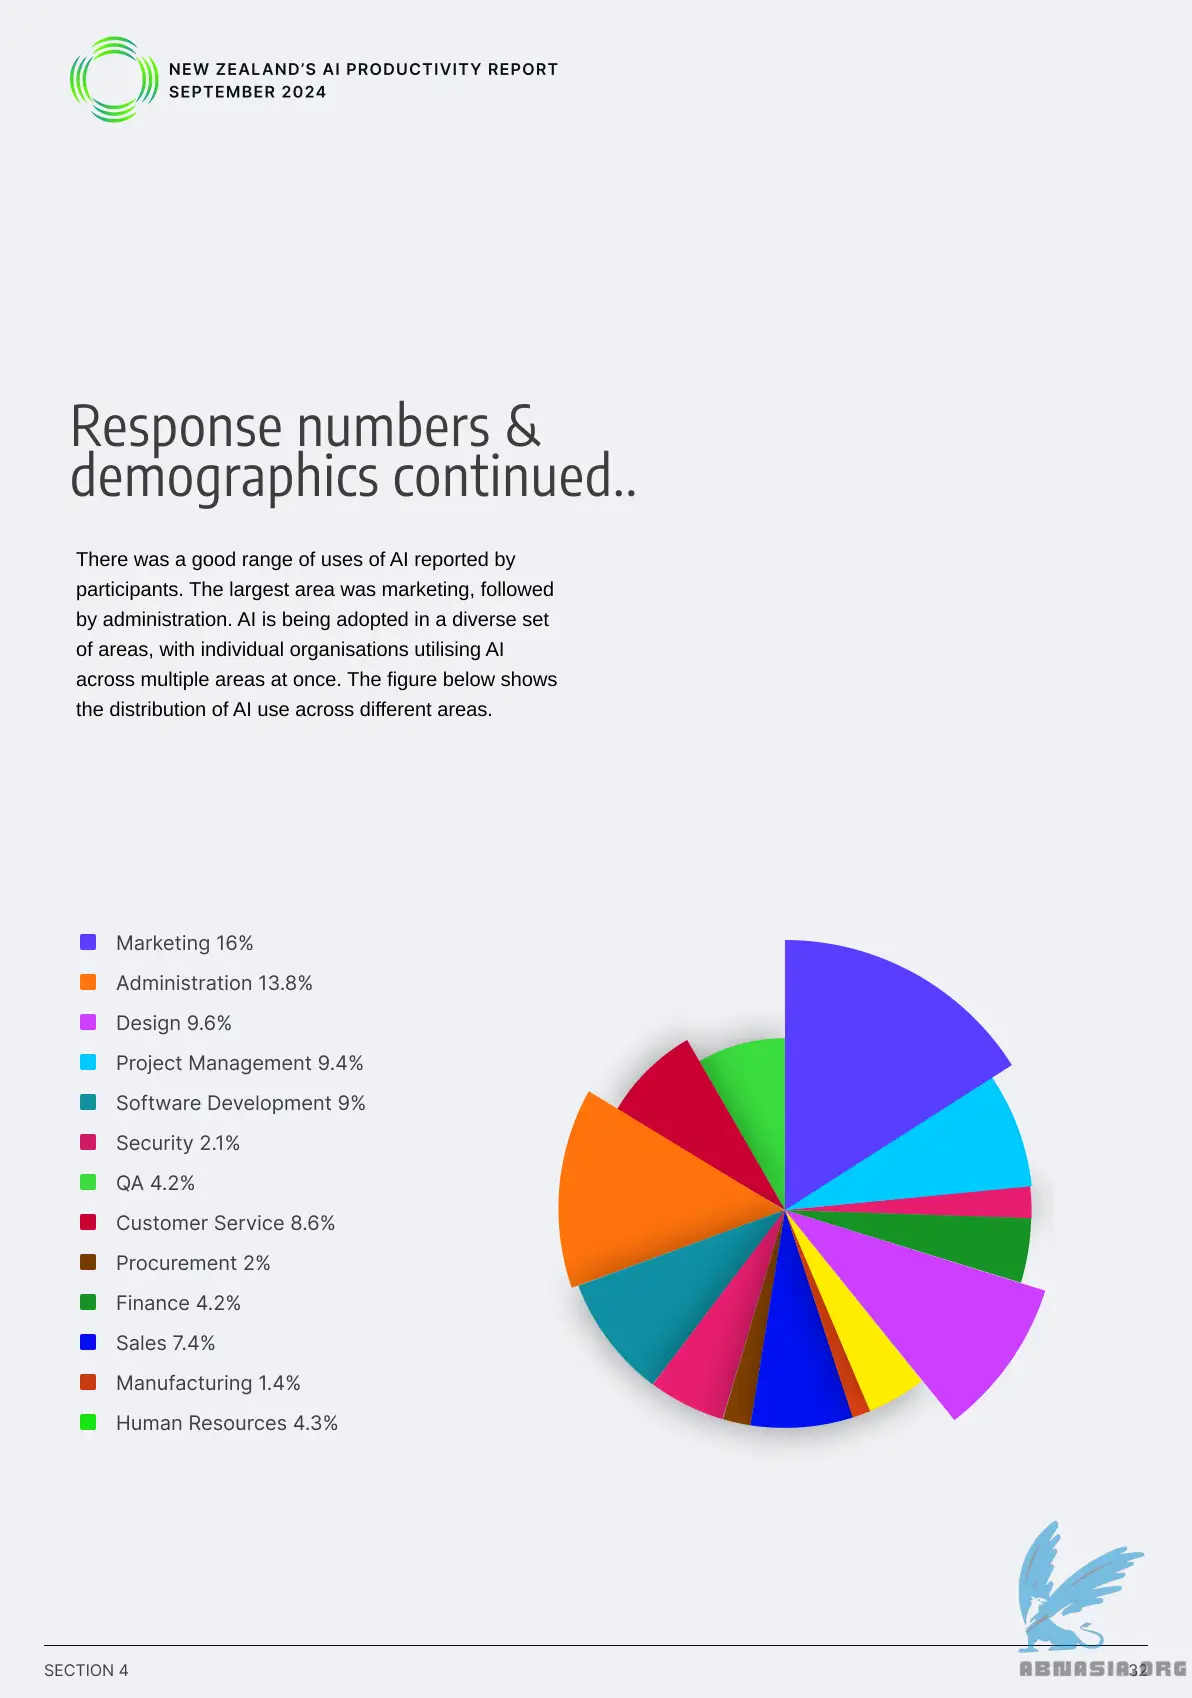 NEW ZEALAND’S AI PRODUCTIVITY REPORT
SEPTEMBER 2024
Response numbers &
demographics continued..
There was a good range of uses of AI reported by
participants. The largest area was marketing, followed
by administration. AI is being adopted in a diverse set
of areas, with individual organisations utilising AI
across multiple areas at once. The figure below shows
the distribution of AI use across different areas.
Marketing 16%
Administration 13.8%
Design 9.6%
Project Management 9.4%
Software Development 9%
Security 2.1%
QA 4.2%
Customer Service 8.6%
Procurement 2%
Finance 4.2%
Sales 7.4%
Manufacturing 1.4%
Human Resources 4.3%
SECTION 4
32
ABNASIA.ORG